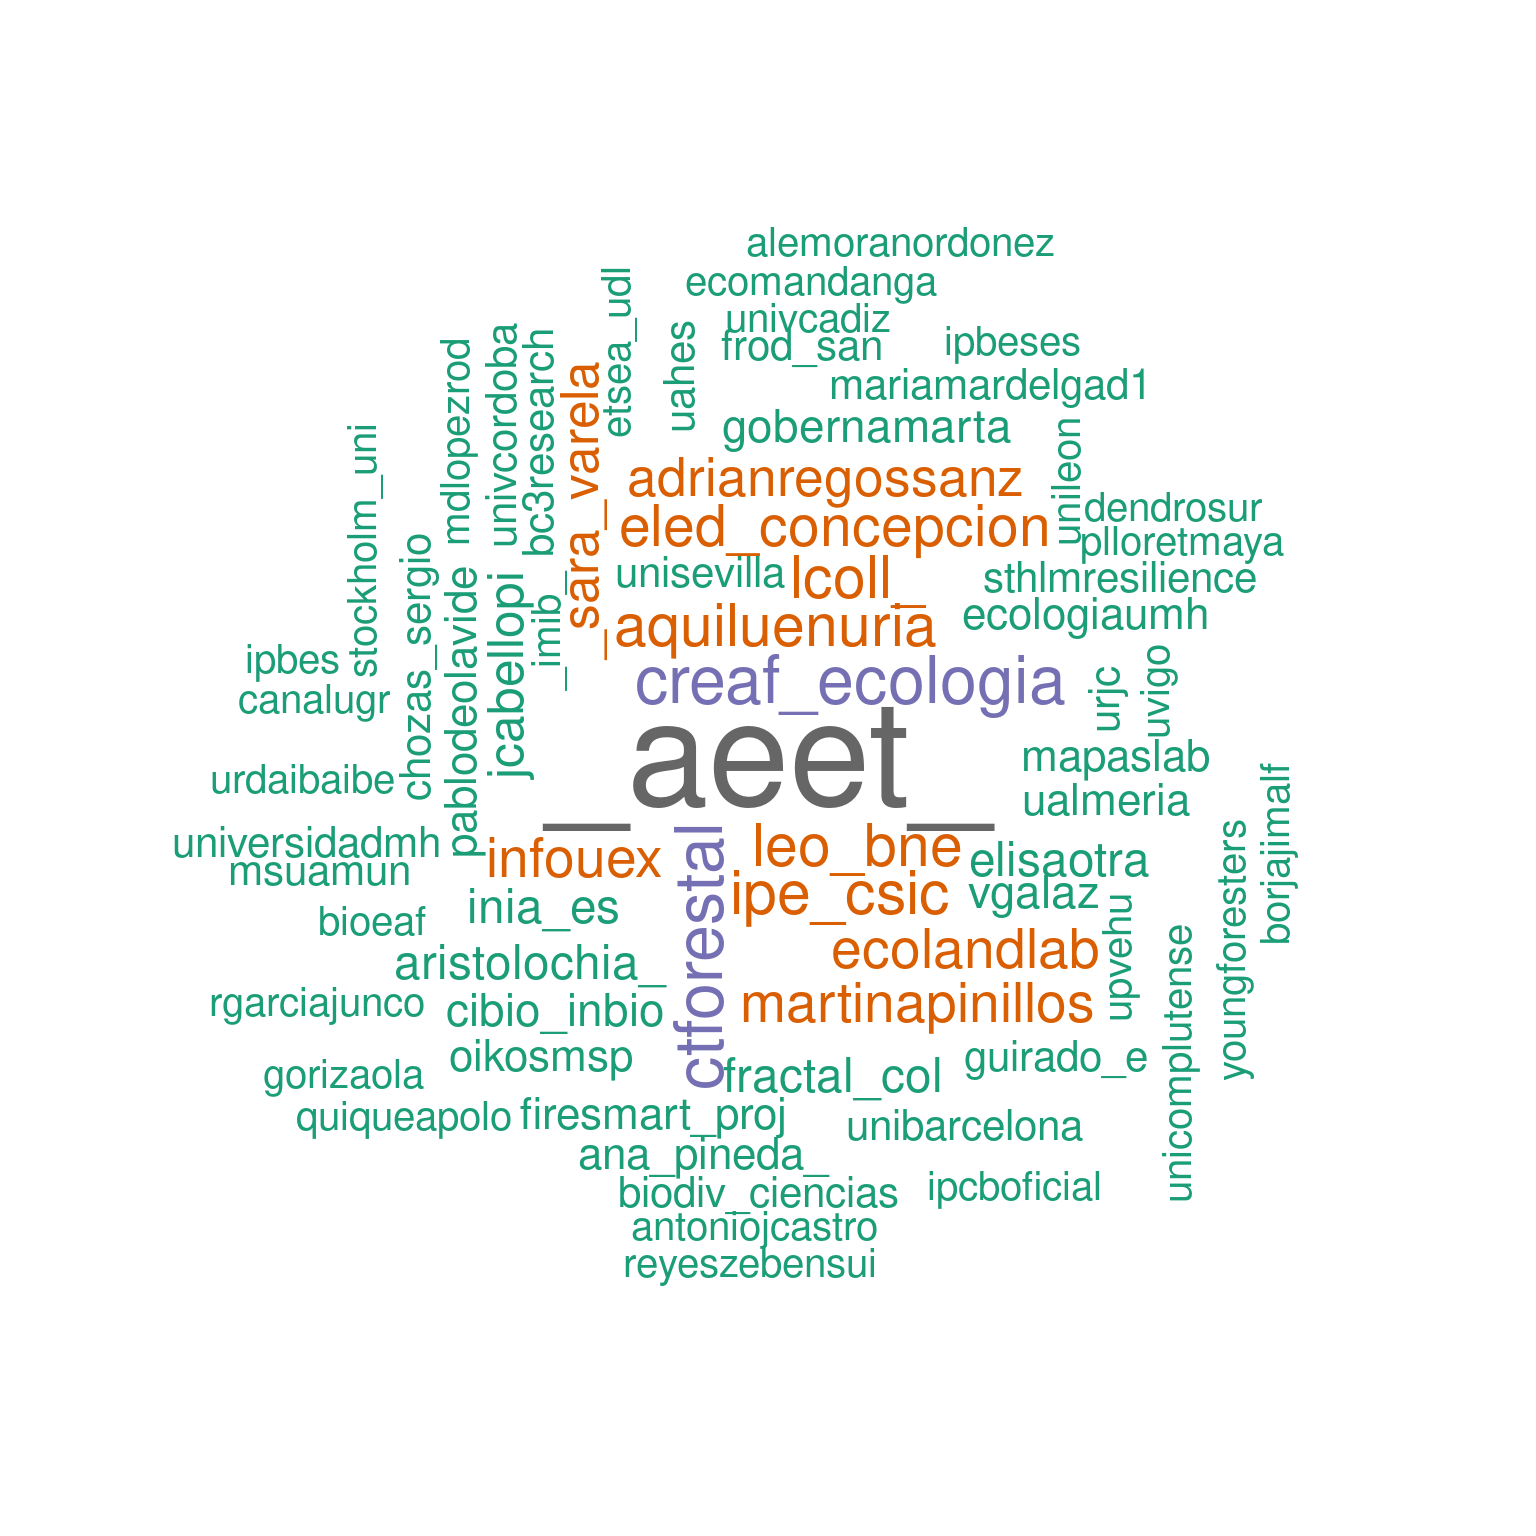 alemoranordonez
ecomandanga
univcadiz
frod_san
ipbeses
mariamardelgad1
gobernamarta
etsea_udl
uahes
sara_varela_
bc3research
univcordoba
mdlopezrod
stockholm_uni
chozas_sergio
adrianregossanz
eled_concepcion
unileon
dendrosur
plloretmaya
unisevilla
lcoll_
sthlmresilience
_aquiluenuria
ecologiaumh
_imib_
jcabellopi
pablodeolavide
ipbes
canalugr
creaf_ecologia
urjc
uvigo
_aeet_
mapaslab
ualmeria
urdaibaibe
borjajimalf
universidadmh
msuamun
infouex
ctforestal
leo_bne
elisaotra
ipe_csic
vgalaz
youngforesters
inia_es
bioeaf
upvehu
ecolandlab
aristolochia_
unicomplutense
rgarciajunco
cibio_inbio
martinapinillos
oikosmsp
guirado_e
gorizaola
fractal_col
quiqueapolo
firesmart_proj
unibarcelona
ana_pineda_
biodiv_ciencias
ipcboficial
antoniojcastro
reyeszebensui